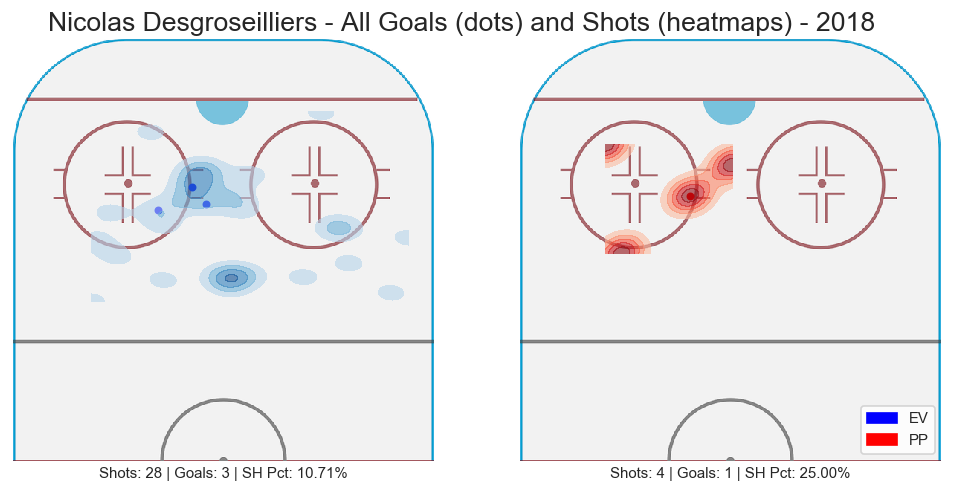 Nicolas Desgroseilliers - All Goals (dots) and Shots (heatmaps) - 2018
EV
PP
Shots: 28 | Goals: 3 | SH Pct: 10.71%
Shots: 4 | Goals: 1 | SH Pct: 25.00%